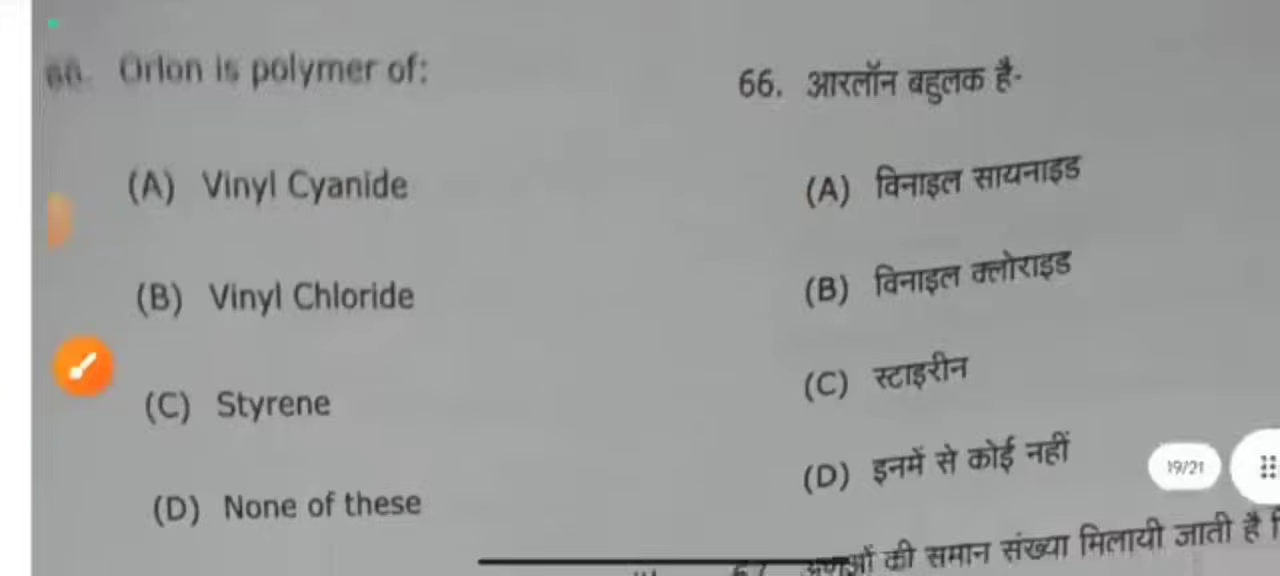 66. Orlon is polymer of:
(A) Vinyl Cyanide
(B) Vinyl Chloride
(C) Styrene
(D) None of these
66. आरलॉन बहुलक है-
(A) विनाइल सायनाइड
(B) विनाइल क्लोराइड
(C) स्टाइरीन
(D) इनमें से कोई नहीं
19/21
की समान संख्या मिलायी जाती है